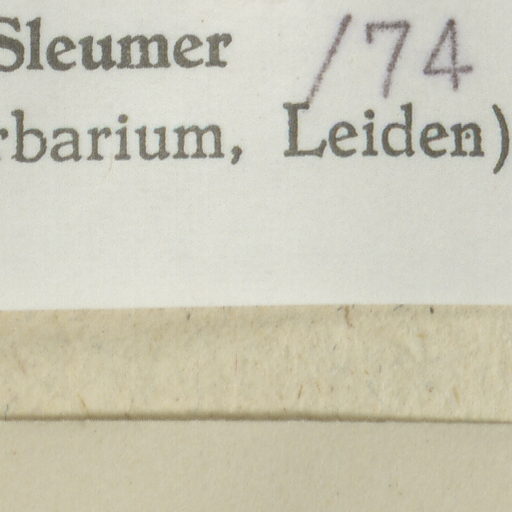 Sleumer /74
rbarium, Leiden)